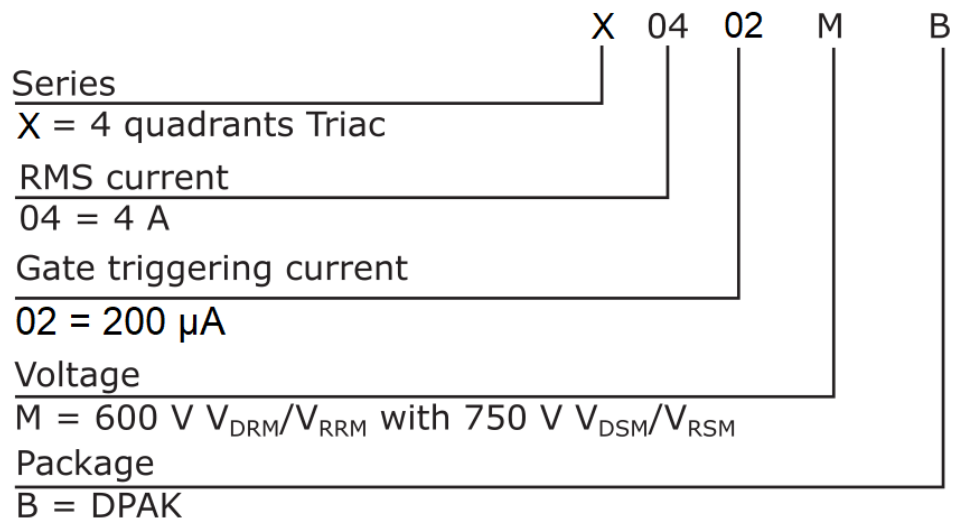 X 04 02 M B
Series
X = 4 quadrants Triac
RMS current
04 = 4 A
Gate triggering current
02 = 200 µA
Voltage
M = 600 V VDRM/VRRM with 750 V VDSM/VRSM
Package
B = DPAK